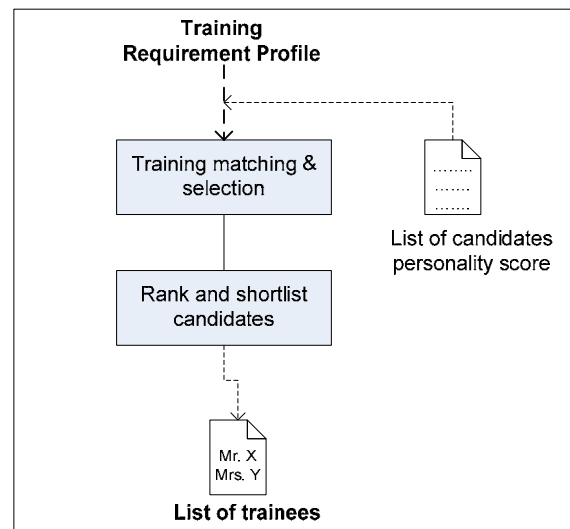 Training
Requirement Profile
Training matching &
selection
List of candidates
personality score
Rank and shortlist
candidates
Mr. X
Mrs. Y
List of trainees